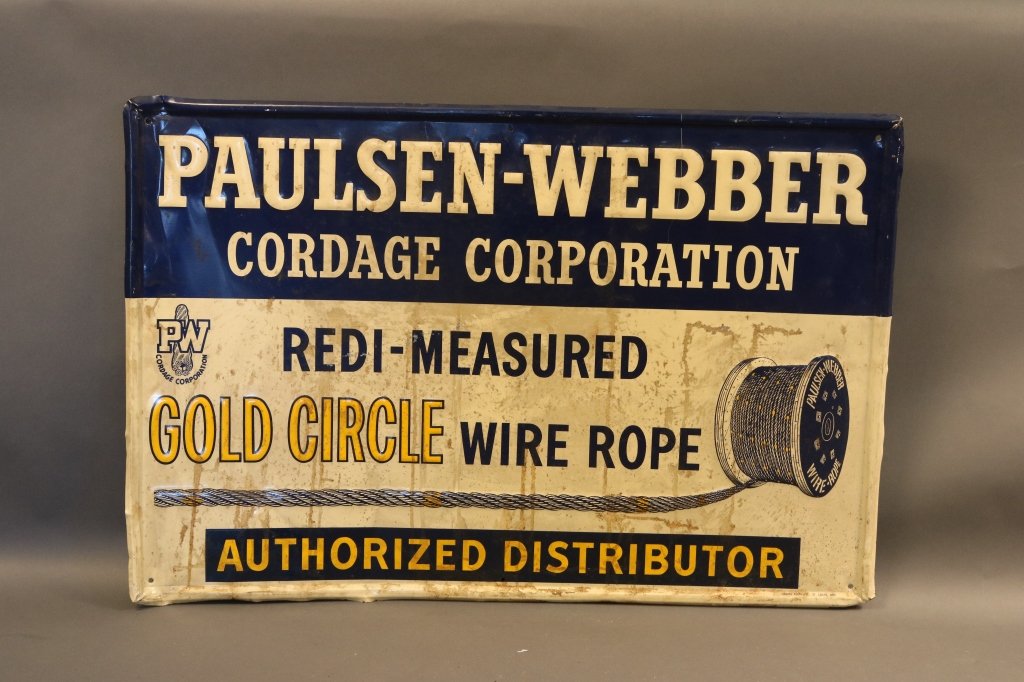 PAULSEN-WEBBER
CORDAGE CORPORATION
PW
CORDAGE CORPORATION
REDI-MEASURED
GOLD CIRCLE WIRE ROPE
PAULSEN-WEBBER
WIRE-ROPE
AUTHORIZED DISTRIBUTOR